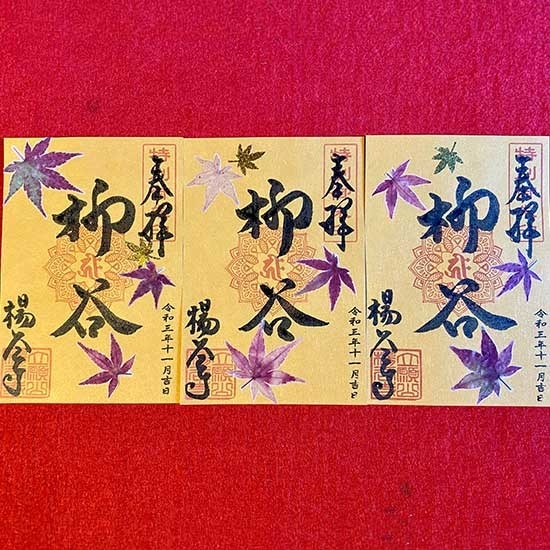 奉拝
柳谷
令和三年十一月吉日
楊谷寺
奉拝
柳谷
令和三年十一月吉日
楊谷寺
奉拝
柳谷
令和三年十一月吉日
楊谷寺